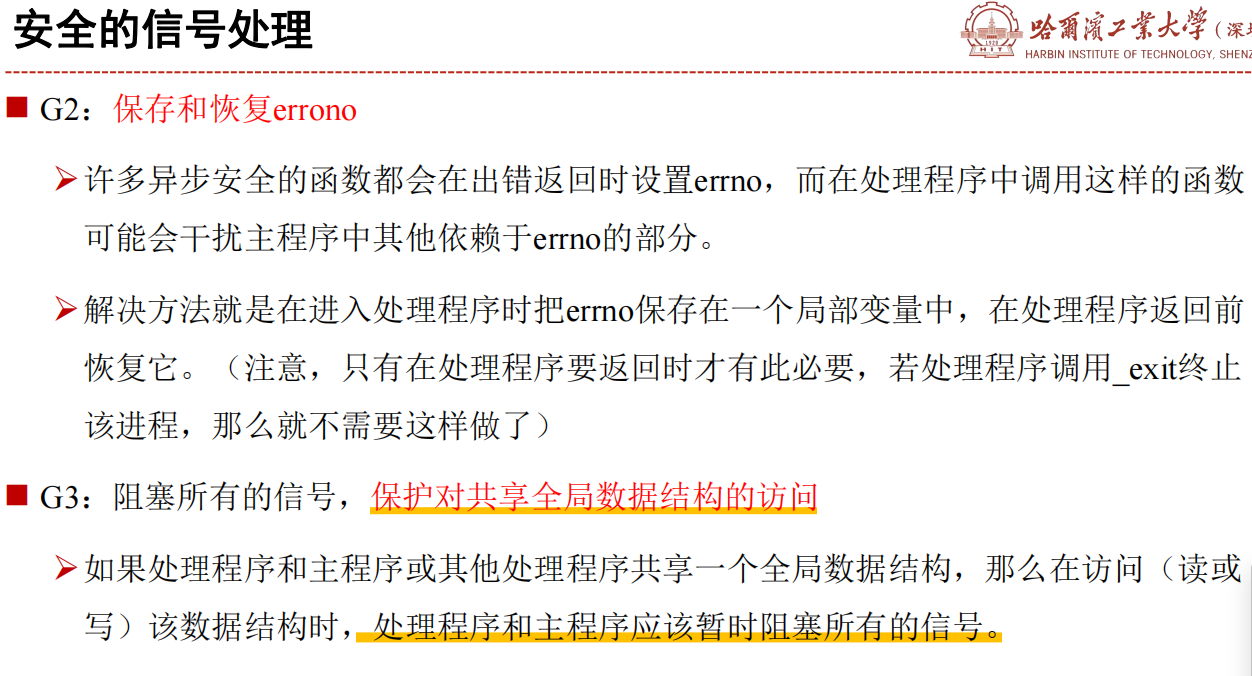 安全的信号处理
哈尔滨工业大学（深圳
HARBIN INSTITUTE OF TECHNOLOGY, SHENZ
1920
HIT
G2：保存和恢复errono
许多异步安全的函数都会在出错返回时设置errno，而在处理程序中调用这样的函数
可能会干扰主程序中其他依赖于errno的部分。
解决方法就是在进入处理程序时把errno保存在一个局部变量中，在处理程序返回前
恢复它。（注意，只有在处理程序要返回时才有此必要，若处理程序调用_exit终止
该进程，那么就不需要这样做了）
G3：阻塞所有的信号，保护对共享全局数据结构的访问
如果处理程序和主程序或其他处理程序共享一个全局数据结构，那么在访问（读或
写）该数据结构时，处理程序和主程序应该暂时阻塞所有的信号。